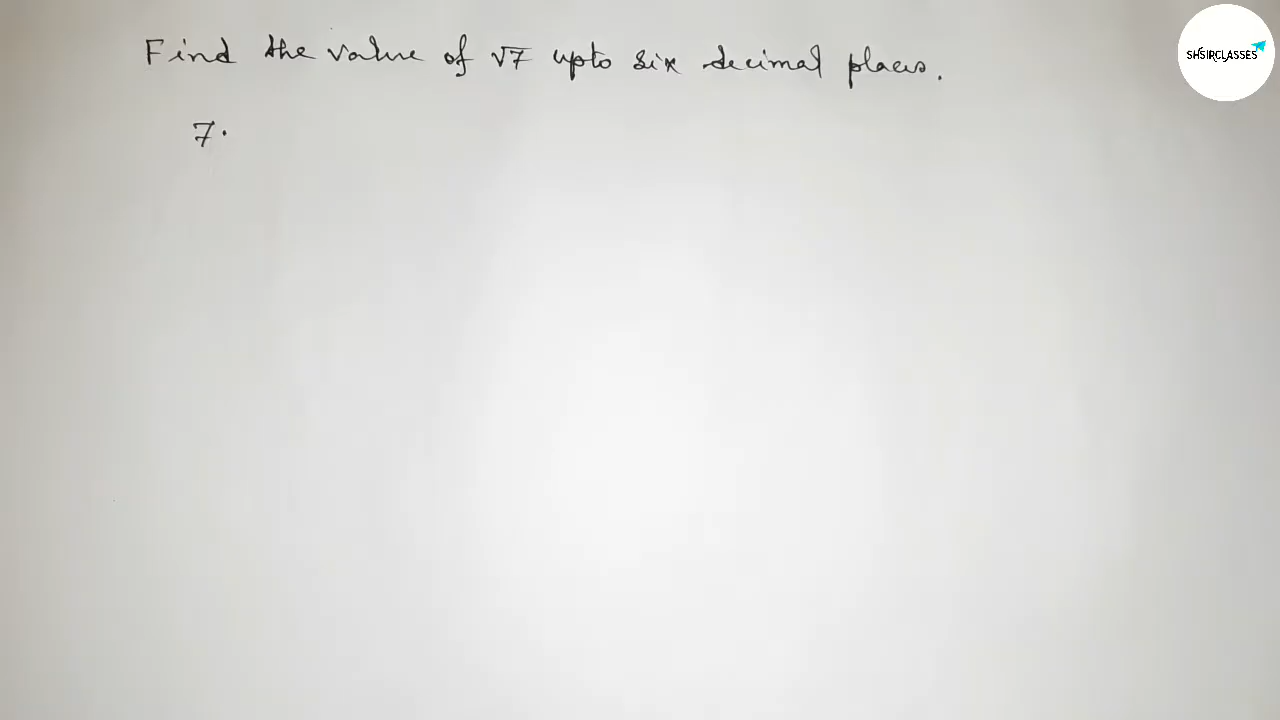 Find the value of √7 upto six decimal places.
SHSIRCLASSES
7.